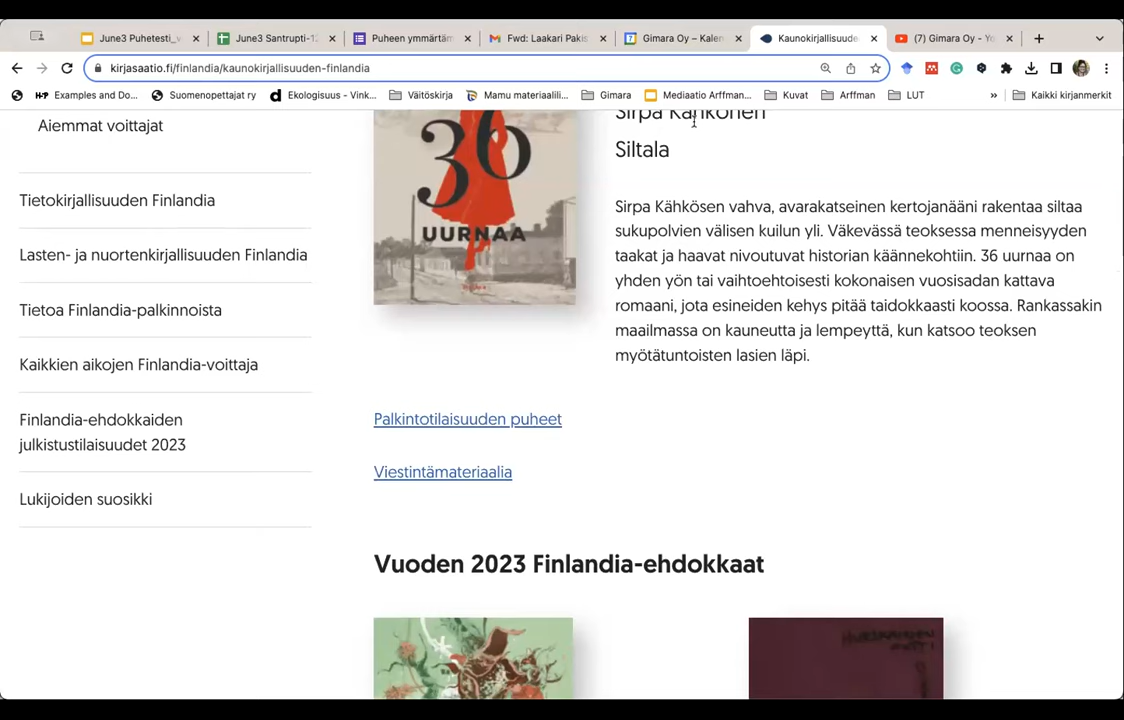 June3 Puhetesti_v
June3 Santrupti-12
Puheen ymmärtäm
Fwd: Laakari Pakis
Gimara Oy – Kalen
Kaunokirjallisuude
(7) Gimara Oy - Yo
kirjasaatio.fi/finlandia/kaunokirjallisuuden-finlandia
Examples and Do...
Suomenopettajat ry
Ekologisuus - Vink...
Väitöskirja
Mamu materiaalili...
Gimara
Mediaatio Arffman...
Kuvat
Arffman
LUT
»
Kaikki kirjanmerkit
Aiemmat voittajat
Tietokirjallisuuden Finlandia
Lasten- ja nuortenkirjallisuuden Finlandia
Tietoa Finlandia-palkinnoista
Kaikkien aikojen Finlandia-voittaja
Finlandia-ehdokkaiden
julkistustilaisuudet 2023
Lukijoiden suosikki
36
UURNAA
Sirpa Kähkönen
Siltala
Sirpa Kähkösen vahva, avarakatseinen kertojanääni rakentaa siltaa
sukupolvien välisen kuilun yli. Väkevässä teoksessa menneisyyden
taakat ja haavat nivoutuvat historian käännekohtiin. 36 uurnaa on
yhden yön tai vaihtoehtoisesti kokonaisen vuosisadan kattava
romaani, jota esineiden kehys pitää taidokkaasti koossa. Rankassakin
maailmassa on kauneutta ja lempeyttä, kun katsoo teoksen
myötätuntoisten lasien läpi.
Palkintotilaisuuden puheet
Viestintämateriaalia
Vuoden 2023 Finlandia-ehdokkaat